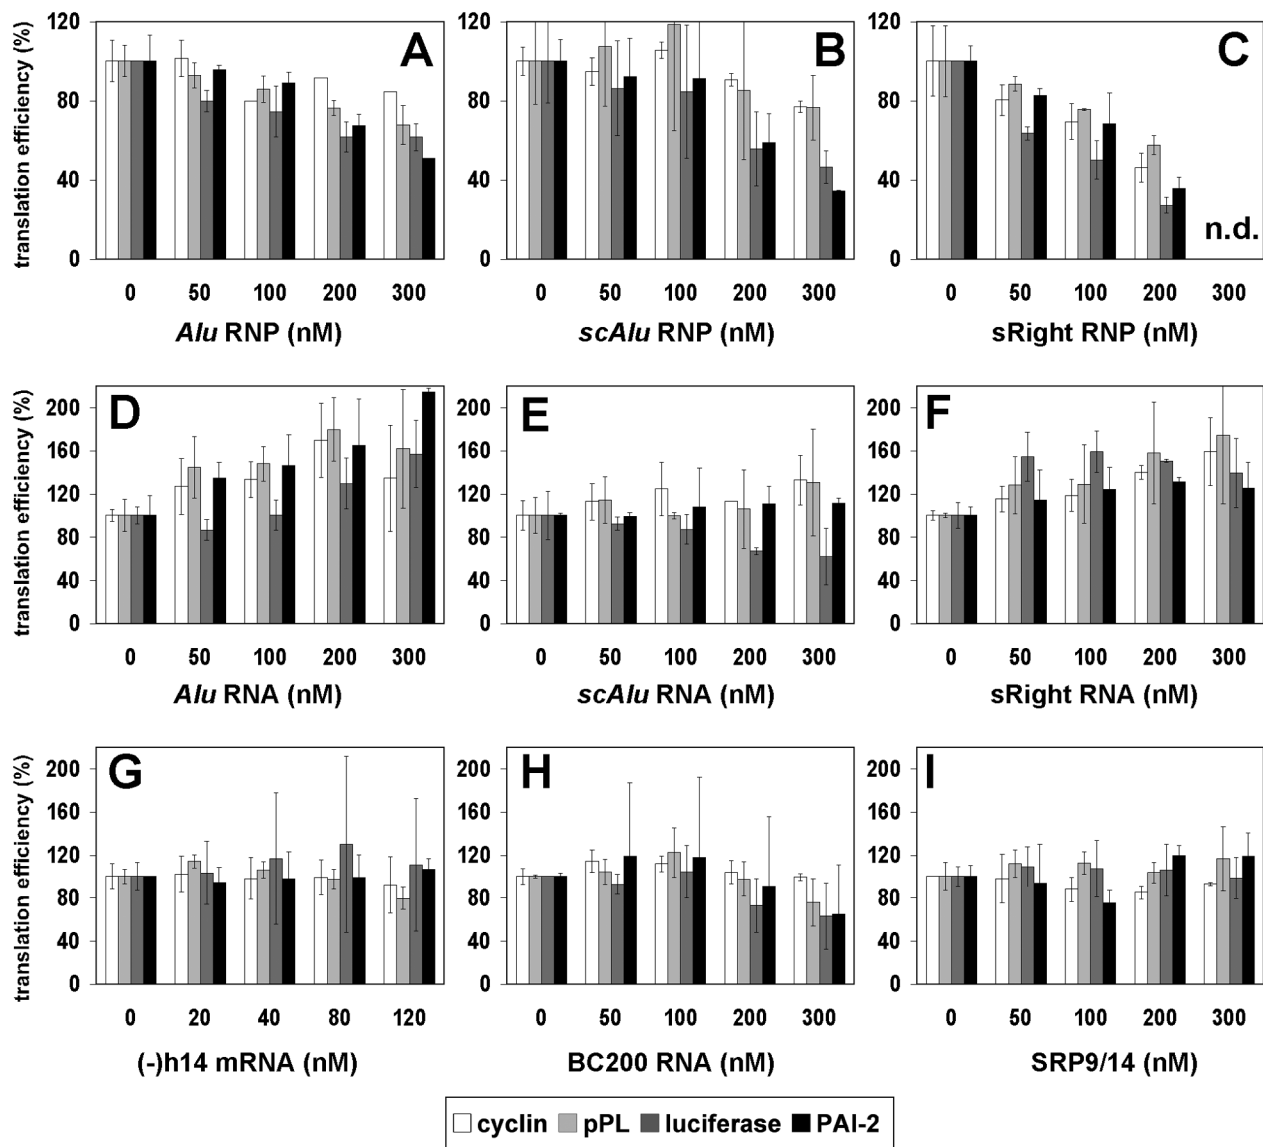 translation efficiency (%)
120
80
40
0
A
0 50 100 200 300
Alu RNP (nM)
120
80
40
0
B
0 50 100 200 300
scAlu RNP (nM)
120
80
40
0
C
n.d.
0 50 100 200 300
sRight RNP (nM)
translation efficiency (%)
200
160
120
80
40
0
D
0 50 100 200 300
Alu RNA (nM)
200
160
120
80
40
0
E
0 50 100 200 300
scAlu RNA (nM)
200
160
120
80
40
0
F
0 50 100 200 300
sRight RNA (nM)
translation efficiency (%)
200
160
120
80
40
0
G
0 20 40 80 120
(-)h14 mRNA (nM)
200
160
120
80
40
0
H
0 50 100 200 300
BC200 RNA (nM)
200
160
120
80
40
0
I
0 50 100 200 300
SRP9/14 (nM)
cyclin pPL luciferase PAI-2